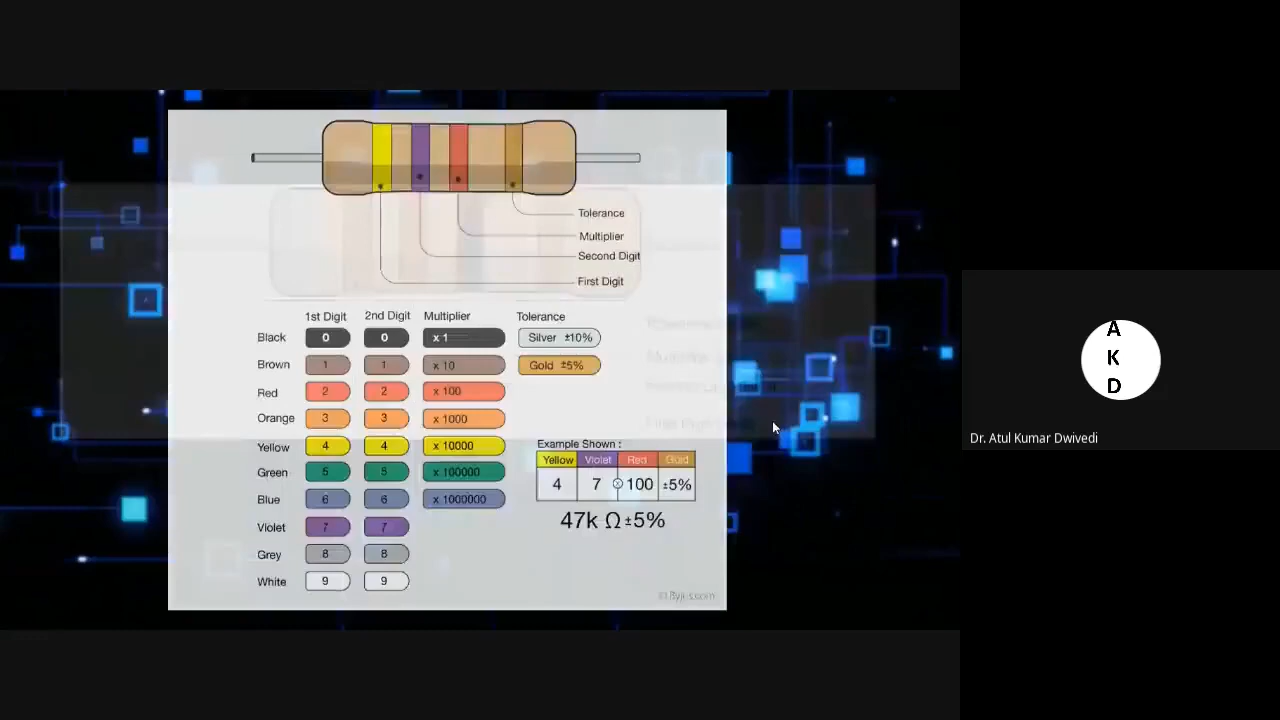 Tolerance
Multiplier
Second Digit
First Digit
1st Digit 2nd Digit Multiplier Tolerance
Black 0 0 x 1 Silver ±10%
Brown 1 1 x 10 Gold ±5%
Red 2 2 x 100
Orange 3 3 x 1000
Yellow 4 4 x 10000
Green 5 5 x 100000
Blue 6 6 x 1000000
Violet 7 7
Grey 8 8
White 9 9
Example Shown :
Yellow Violet Red Gold
4 7 ⊗ 100 ±5%
47k Ω ±5%
© Byjus.com
A
K
D
Dr. Atul Kumar Dwivedi